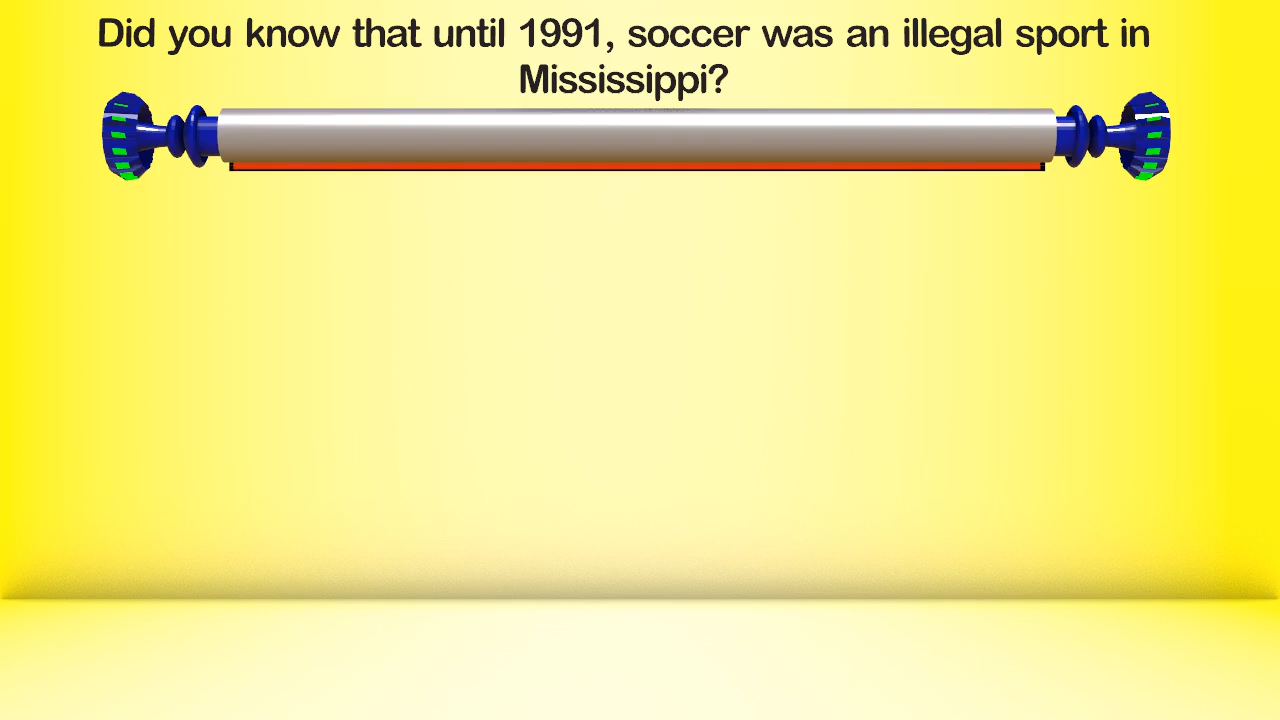 Did you know that until 1991, soccer was an illegal sport in
Mississippi?